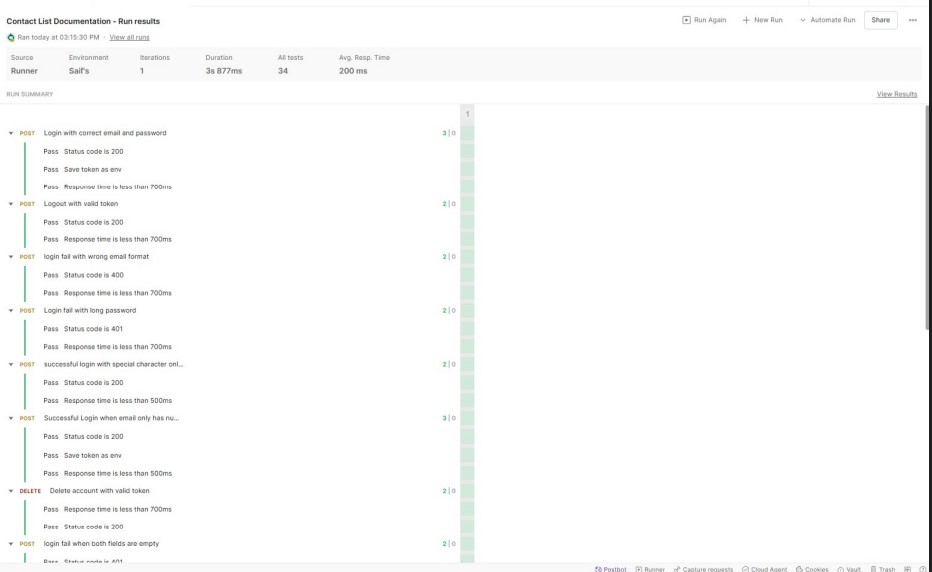 Contact List Documentation - Run results
Run Again
New Run
Automate Run
Share
Ran today at 03:15:30 PM · View all runs
Source Environment Iterations Duration All tests Avg. Resp. Time
Runner Saif's 1 3s 877ms 34 200 ms
RUN SUMMARY
View Results
1
POST Login with correct email and password 3 | 0
Pass Status code is 200
Pass Save token as env
Pass Response time is less than 700ms
POST Logout with valid token 2 | 0
Pass Status code is 200
Pass Response time is less than 700ms
POST login fail with wrong email format 2 | 0
Pass Status code is 400
Pass Response time is less than 700ms
POST Login fail with long password 2 | 0
Pass Status code is 401
Pass Response time is less than 700ms
POST successful login with special character onl... 2 | 0
Pass Status code is 200
Pass Response time is less than 500ms
POST Successful Login when email only has nu... 3 | 0
Pass Status code is 200
Pass Save token as env
Pass Response time is less than 500ms
DELETE Delete account with valid token 2 | 0
Pass Response time is less than 700ms
Pass Status code is 200
POST login fail when both fields are empty 2 | 0
Pass Status code is 401
Postbot Runner Capture requests Cloud Agent Cookies Vault Trash